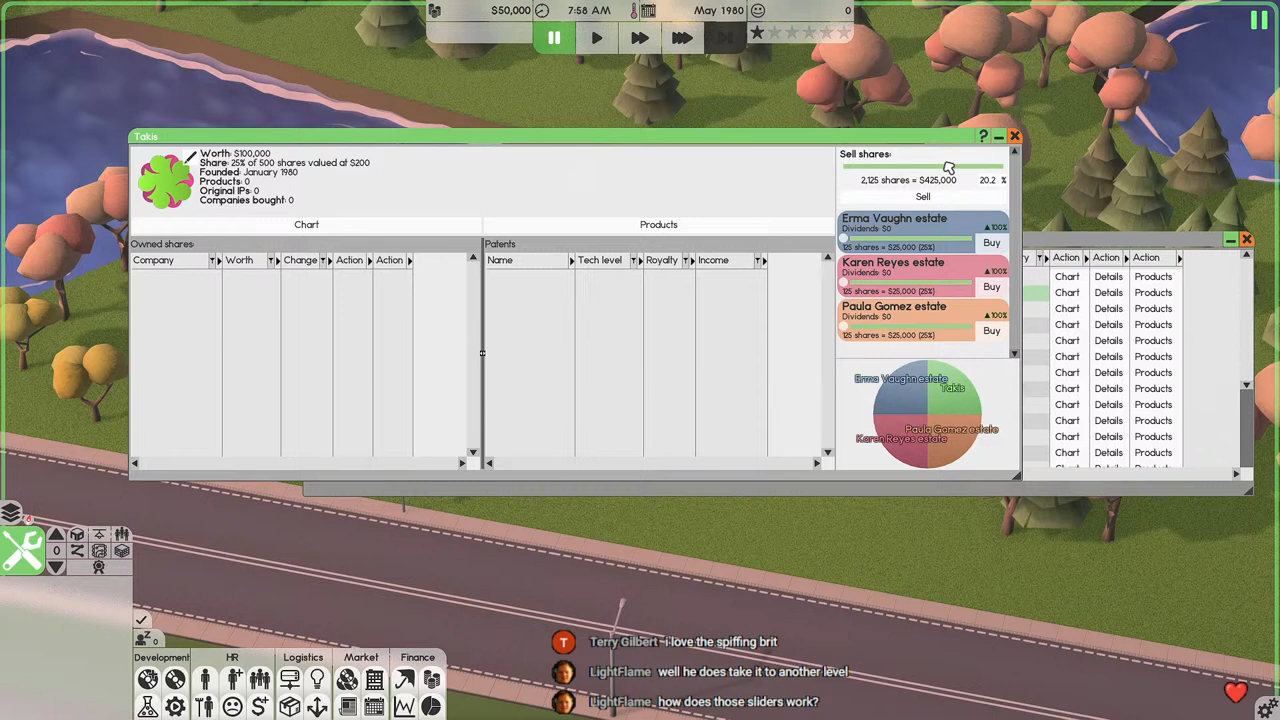 $50,000
7:58 AM
May 1980
0
Takis
?
Worth: $100,000
Share: 25% of 500 shares valued at $200
Founded: January 1980
Products: 0
Original IPs: 0
Companies bought: 0
Chart
Products
Owned shares:
Company Worth Change Action Action
Patents
Name Tech level Royalty Income
Sell shares:
2,125 shares = $425,000 20.2 %
Sell
Erma Vaughn estate
Dividends: $0 ▲100%
125 shares = $25,000 (25%) Buy
Karen Reyes estate
Dividends: $0 ▲100%
125 shares = $25,000 (25%) Buy
Paula Gomez estate
Dividends: $0 ▲100%
125 shares = $25,000 (25%) Buy
Erma Vaughn estate
Takis
Paula Gomez estate
Karen Reyes estate
Action Action Action
Chart Details Products
Chart Details Products
Chart Details Products
Chart Details Products
Chart Details Products
Chart Details Products
Chart Details Products
Chart Details Products
Chart Details Products
Chart Details Products
Chart Details Products
Chart Details Products
0
0
Development HR Logistics Market Finance
T Terry Gilbert i love the spiffing brit
LightFlame well he does take it to another level
LightFlame how does those sliders work?